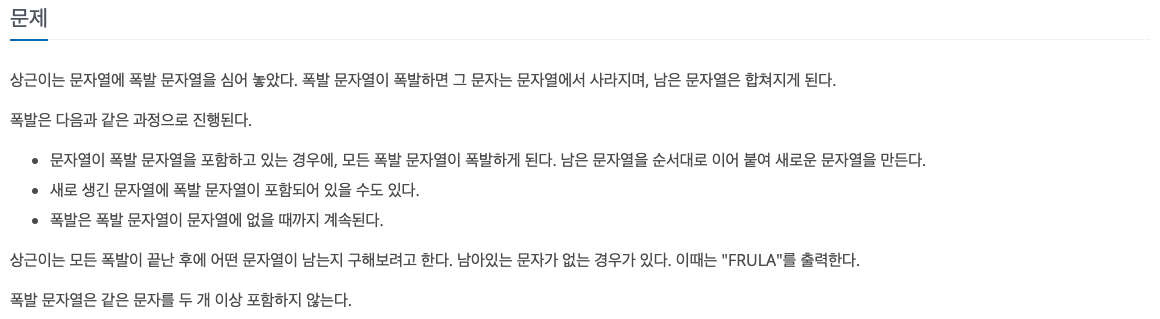 문제
상근이는 문자열에 폭발 문자열을 심어 놓았다. 폭발 문자열이 폭발하면 그 문자는 문자열에서 사라지며, 남은 문자열은 합쳐지게 된다.
폭발은 다음과 같은 과정으로 진행된다.
• 문자열이 폭발 문자열을 포함하고 있는 경우에, 모든 폭발 문자열이 폭발하게 된다. 남은 문자열을 순서대로 이어 붙여 새로운 문자열을 만든다.
• 새로 생긴 문자열에 폭발 문자열이 포함되어 있을 수도 있다.
• 폭발은 폭발 문자열이 문자열에 없을 때까지 계속된다.
상근이는 모든 폭발이 끝난 후에 어떤 문자열이 남는지 구해보려고 한다. 남아있는 문자가 없는 경우가 있다. 이때는 "FRULA"를 출력한다.
폭발 문자열은 같은 문자를 두 개 이상 포함하지 않는다.